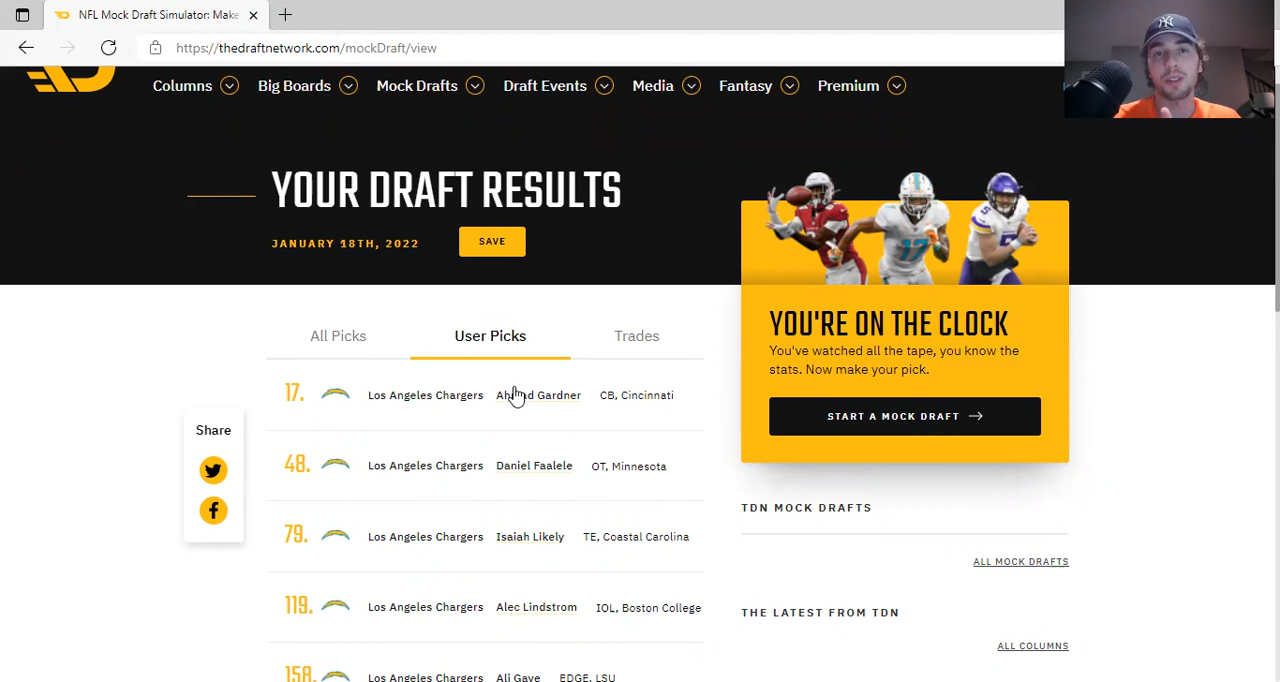 NFL Mock Draft Simulator: Make
https://thedraftnetwork.com/mockDraft/view
Columns Big Boards Mock Drafts Draft Events Media Fantasy Premium
YOUR DRAFT RESULTS
JANUARY 18TH, 2022 SAVE
All Picks User Picks Trades
17. Los Angeles Chargers Gardner CB, Cincinnati
48. Los Angeles Chargers Daniel Faalele OT, Minnesota
79. Los Angeles Chargers Isaiah Likely TE, Coastal Carolina
119. Los Angeles Chargers Alec Lindstrom IOL, Boston College
158. Los Angeles Chargers Ali Gaye EDGE, LSU
Share
YOU'RE ON THE CLOCK
You've watched all the tape, you know the
stats. Now make your pick.
START A MOCK DRAFT
TDN MOCK DRAFTS
ALL MOCK DRAFTS
THE LATEST FROM TDN
ALL COLUMNS